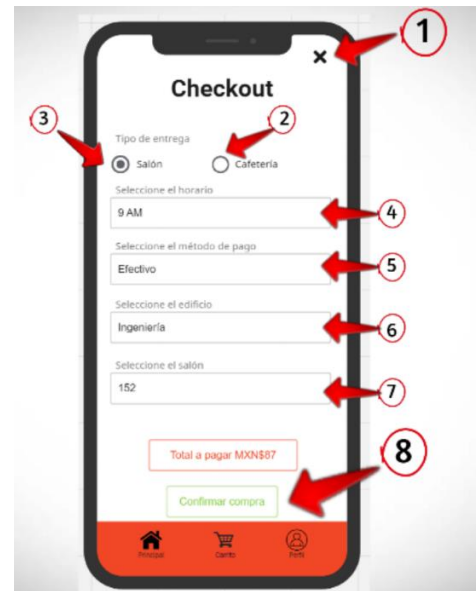 1
Checkout
3
2
Tipo de entrega
Salón
Cafetería
Seleccione el horario
9 AM
4
Seleccione el método de pago
Efectivo
5
Seleccione el edificio
Ingeniería
6
Seleccione el salón
152
7
Total a pagar MXN$87
8
Confirmar compra
Principal Carrito Perfil